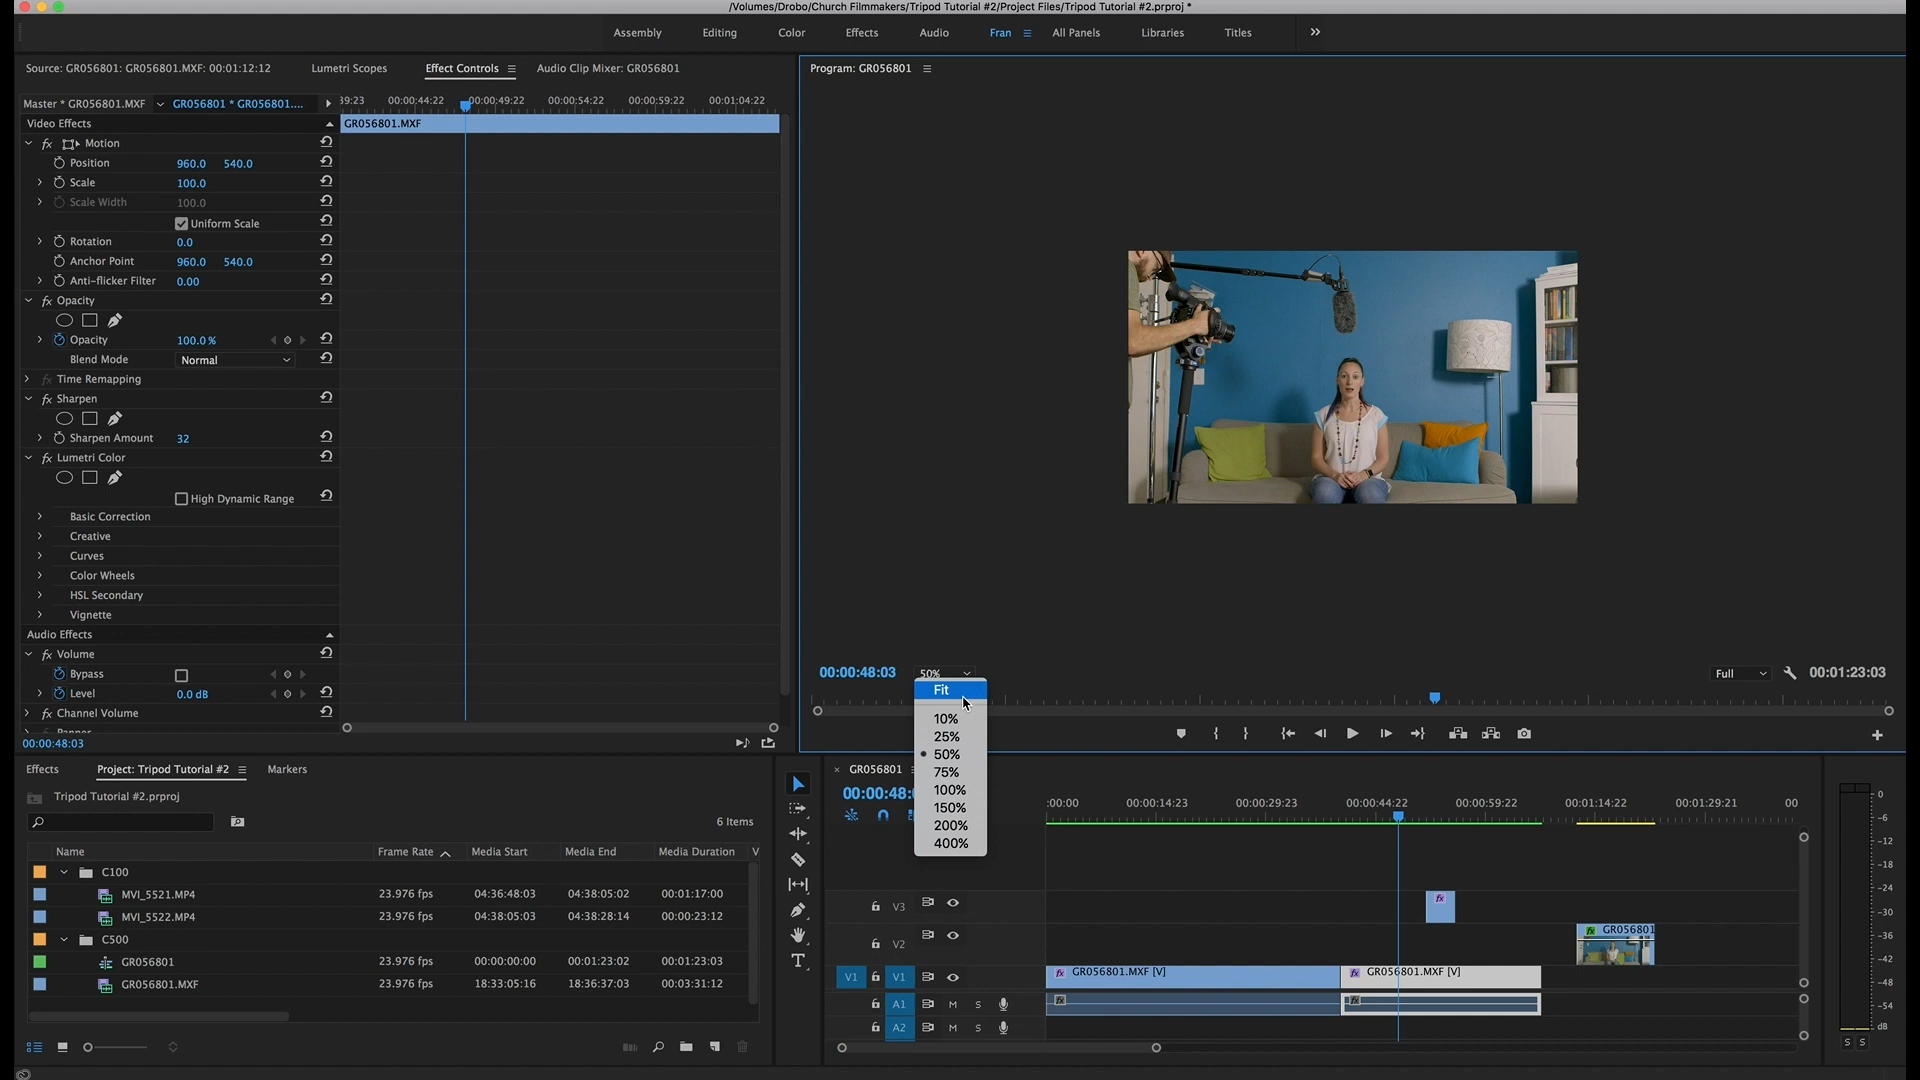 /Volumes/Drobo/Church Filmmakers/Tripod Tutorial #2/Project Files/Tripod Tutorial #2.prproj *
Assembly Editing Color Effects Audio Fran All Panels Libraries Titles
Source: GR056801: GR056801.MXF: 00:01:12:12 Lumetri Scopes Effect Controls Audio Clip Mixer: GR056801
Program: GR056801
Master * GR056801.MXF GR056801 * GR056801....
39:23 00:00:44:22 00:00:49:22 00:00:54:22 00:00:59:22 00:01:04:22
Video Effects
GR056801.MXF
fx Motion
Position 960.0 540.0
Scale 100.0
Scale Width 100.0
Uniform Scale
Rotation 0.0
Anchor Point 960.0 540.0
Anti-flicker Filter 0.00
fx Opacity
Opacity 100.0 %
Blend Mode Normal
fx Time Remapping
fx Sharpen
Sharpen Amount 32
fx Lumetri Color
High Dynamic Range
Basic Correction
Creative
Curves
Color Wheels
HSL Secondary
Vignette
Audio Effects
fx Volume
Bypass
Level 0.0 dB
fx Channel Volume
00:00:48:03
00:00:48:03 50% Full 00:01:23:03
Fit
10%
25%
50%
75%
100%
150%
200%
400%
Effects Project: Tripod Tutorial #2 Markers
Tripod Tutorial #2.prproj
6 Items
Name Frame Rate Media Start Media End Media Duration V
C100
MVI_5521.MP4 23.976 fps 04:36:48:03 04:38:05:02 00:01:17:00
MVI_5522.MP4 23.976 fps 04:38:05:03 04:38:28:14 00:00:23:12
C500
GR056801 23.976 fps 00:00:00:00 00:01:23:02 00:01:23:03
GR056801.MXF 23.976 fps 18:33:05:16 18:36:37:03 00:03:31:12
× GR056801
00:00:48:
:00:00 00:00:14:23 00:00:29:23 00:00:44:22 00:00:59:22 00:01:14:22 00:01:29:21 00
V3 fx
V2 fx GR056801
V1 V1 fx GR056801.MXF [V] fx GR056801.MXF [V]
A1 M S fx fx
A2 M S
0
-6
-12
-18
-24
-30
-36
-42
-48
-54
dB
S S